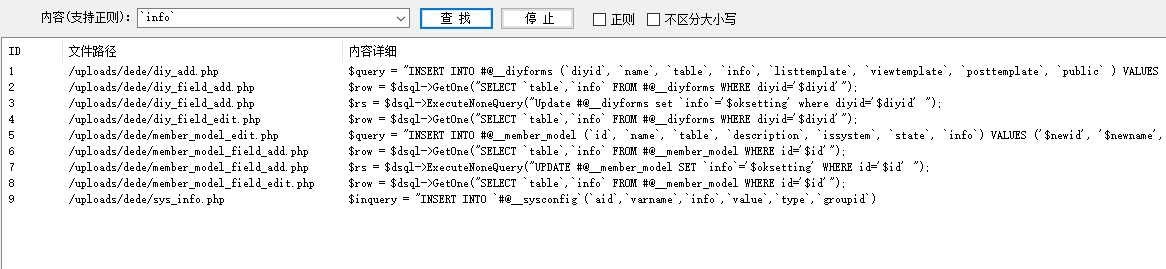 内容(支持正则): `info` 查 找 停 止 正则 不区分大小写
ID 文件路径 内容详细
1 /uploads/dede/diy_add.php $query = "INSERT INTO #@__diyforms (`diyid`, `name`, `table`, `info`, `listtemplate`, `viewtemplate`, `posttemplate`, `public` ) VALUES
2 /uploads/dede/diy_field_add.php $row = $dsql->GetOne("SELECT `table`,`info` FROM #@__diyforms WHERE diyid='$diyid'");
3 /uploads/dede/diy_field_add.php $rs = $dsql->ExecuteNoneQuery("Update #@__diyforms set `info`='$oksetting' where diyid='$diyid' ");
4 /uploads/dede/diy_field_edit.php $row = $dsql->GetOne("SELECT `table`,`info` FROM #@__diyforms WHERE diyid='$diyid'");
5 /uploads/dede/member_model_edit.php $query = "INSERT INTO #@__member_model (`id`, `name`, `table`, `description`, `issystem`, `state`, `info`) VALUES ('$newid', '$newname',
6 /uploads/dede/member_model_field_add.php $row = $dsql->GetOne("SELECT `table`,`info` FROM #@__member_model WHERE id='$id'");
7 /uploads/dede/member_model_field_add.php $rs = $dsql->ExecuteNoneQuery("UPDATE #@__member_model SET `info`='$oksetting' WHERE id='$id' ");
8 /uploads/dede/member_model_field_edit.php $row = $dsql->GetOne("SELECT `table`,`info` FROM #@__member_model WHERE id='$id'");
9 /uploads/dede/sys_info.php $inquery = "INSERT INTO `#@__sysconfig`(`aid`,`varname`,`info`,`value`,`type`,`groupid`)